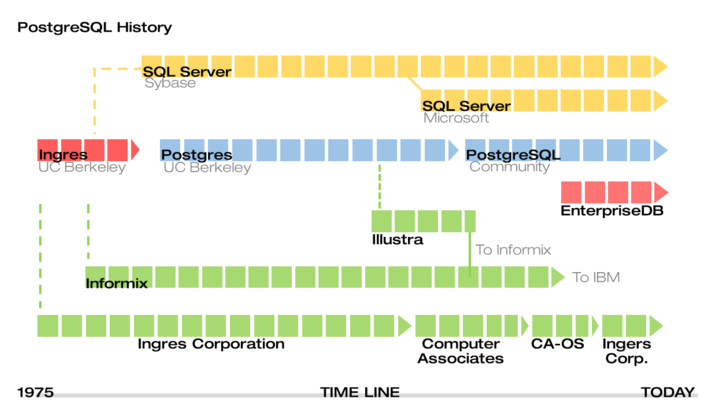 PostgreSQL History
SQL Server
Sybase
SQL Server
Microsoft
Ingres
UC Berkeley
Postgres
UC Berkeley
PostgreSQL
Community
EnterpriseDB
Illustra
To Informix
Informix
To IBM
Ingres Corporation
Computer
Associates
CA-OS
Ingers
Corp.
1975
TIME LINE
TODAY